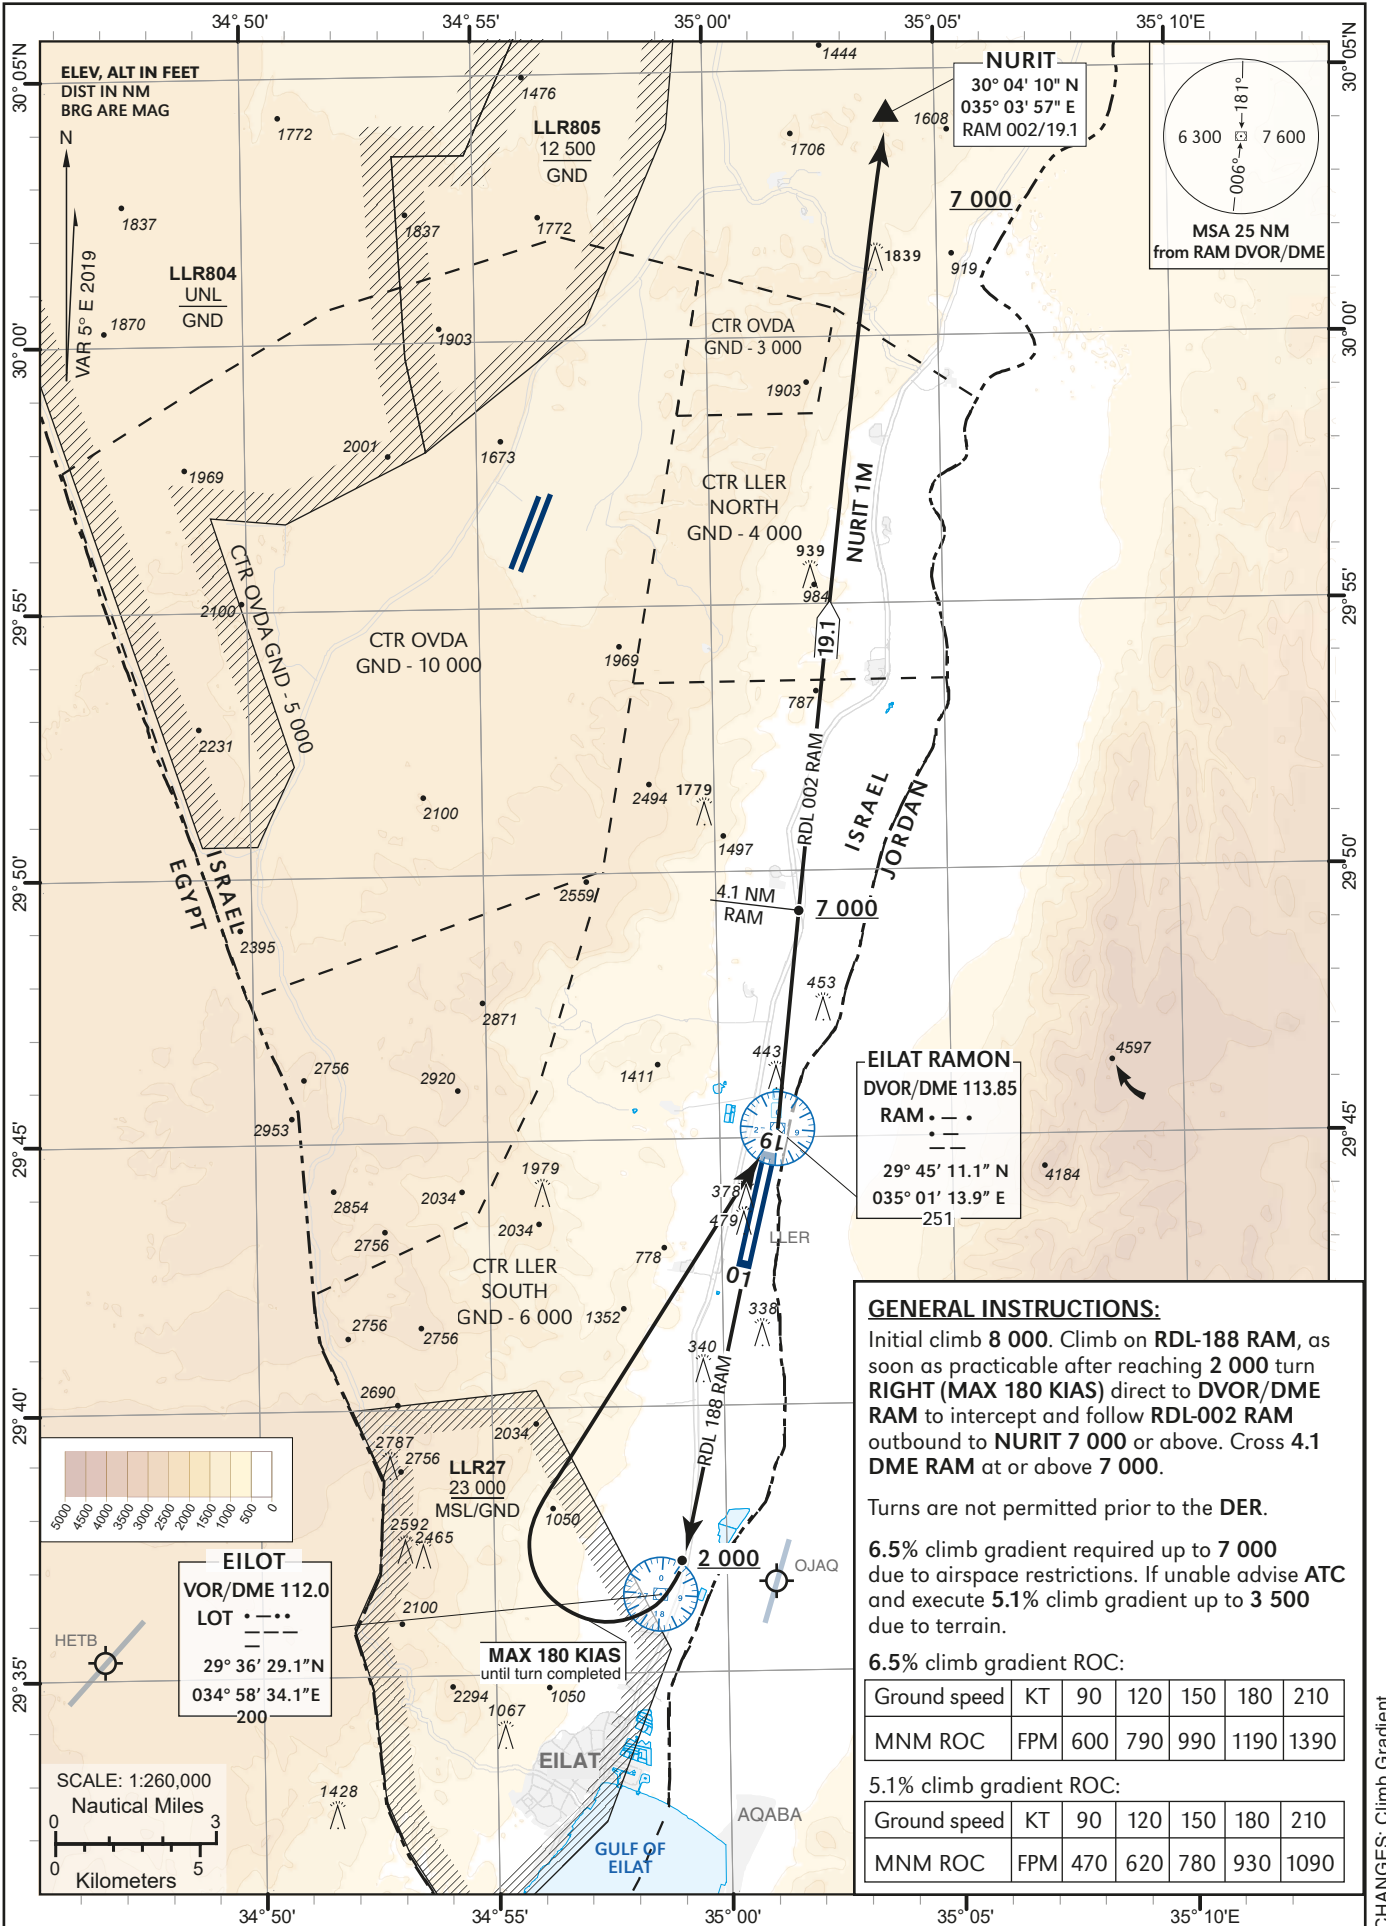 34° 50'
34° 55'
35° 00'
35° 05'
35° 10'E
30° 05'N
30° 05'N
ELEV, ALT IN FEET
DIST IN NM
BRG ARE MAG
N
VAR 5° E 2019
1444
NURIT
30° 04' 10" N
035° 03' 57" E
RAM 002/19.1
181°
6 300
7 600
006°
MSA 25 NM
from RAM DVOR/DME
1476
1772
LLR805
12 500
GND
1608
1706
7 000
1837
1837
1772
1839
919
LLR804
UNL
GND
1870
1903
30° 00'
30° 00'
CTR OVDA
GND - 3 000
1903
2001
1673
1969
CTR LLER
NORTH
GND - 4 000
NURIT 1M
939
984
CTR OVDA GND - 5 000
2100
29° 55'
29° 55'
CTR OVDA
GND - 10 000
19.1
1969
787
2231
RDL 002 RAM
ISRAEL
JORDAN
2494
1779
2100
1497
29° 50'
29° 50'
ISRAEL
EGYPT
2559
4.1 NM
RAM
7 000
2395
453
2871
443
4597
EILAT RAMON
DVOR/DME 113.85
RAM
29° 45' 11.1" N
035° 01' 13.9" E
251
2756
2920
1411
2953
29° 45'
29° 45'
19
4184
1979
2854
2034
378
479
2034
2756
778
LLER
CTR LLER
SOUTH
GND - 6 000
01
1352
338
2756
2756
340
RDL 188 RAM
29° 40'
2690
2034
2787
2756
LLR27
23 000
MSL/GND
5000
4500
4000
3500
3000
2500
2000
1500
1000
500
0
1050
2592
2465
2 000
OJAQ
EILOT
VOR/DME 112.0
LOT
29° 36' 29.1"N
034° 58' 34.1"E
200
2100
HETB
MAX 180 KIAS
until turn completed
29° 35'
2294
1050
1067
EILAT
SCALE: 1:260,000
Nautical Miles
0
3
0
5
Kilometers
1428
AQABA
GULF OF
EILAT
GENERAL INSTRUCTIONS:
Initial climb 8 000. Climb on RDL-188 RAM, as
soon as practicable after reaching 2 000 turn
RIGHT (MAX 180 KIAS) direct to DVOR/DME
RAM to intercept and follow RDL-002 RAM
outbound to NURIT 7 000 or above. Cross 4.1
DME RAM at or above 7 000.
Turns are not permitted prior to the DER.
6.5% climb gradient required up to 7 000
due to airspace restrictions. If unable advise ATC
and execute 5.1% climb gradient up to 3 500
due to terrain.
6.5% climb gradient ROC:
Ground speed KT 90 120 150 180 210
MNM ROC FPM 600 790 990 1190 1390
5.1% climb gradient ROC:
Ground speed KT 90 120 150 180 210
MNM ROC FPM 470 620 780 930 1090
CHANGES: Climb Gradient
34° 50'
34° 55'
35° 00'
35° 05'
35° 10'E